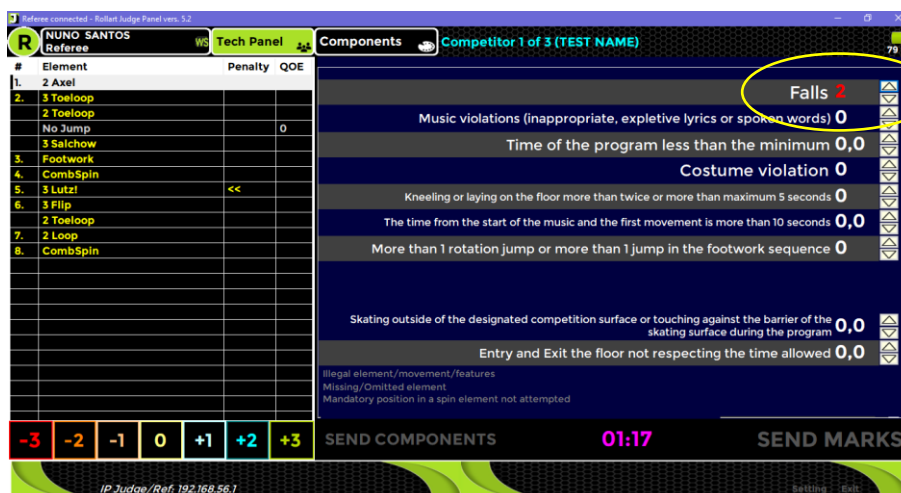 Referee connected - Rollart Judge Panel vers. 5.2
R NUNO SANTOS WS
Referee
Tech Panel
Components
Competitor 1 of 3 (TEST NAME)
79
# Element Penalty QOE
1. 2 Axel
2. 3 Toeloop
2 Toeloop
No Jump 0
3 Salchow
3. Footwork
4. CombSpin
5. 3 Lutz! <<
6. 3 Flip
2 Toeloop
7. 2 Loop
8. CombSpin
Falls 2
Music violations (inappropriate, expletive lyrics or spoken words) 0
Time of the program less than the minimum 0,0
Costume violation 0
Kneeling or laying on the floor more than twice or more than maximum 5 seconds 0
The time from the start of the music and the first movement is more than 10 seconds 0,0
More than 1 rotation jump or more than 1 jump in the footwork sequence 0
Skating outside of the designated competition surface or touching against the barrier of the
skating surface during the program 0,0
Entry and Exit the floor not respecting the time allowed 0,0
Illegal element/movement/features
Missing/Omitted element
Mandatory position in a spin element not attempted
-3 -2 -1 0 +1 +2 +3
SEND COMPONENTS 01:17 SEND MARKS
IP Judge/Ref: 192.168.56.1
Setting Exit